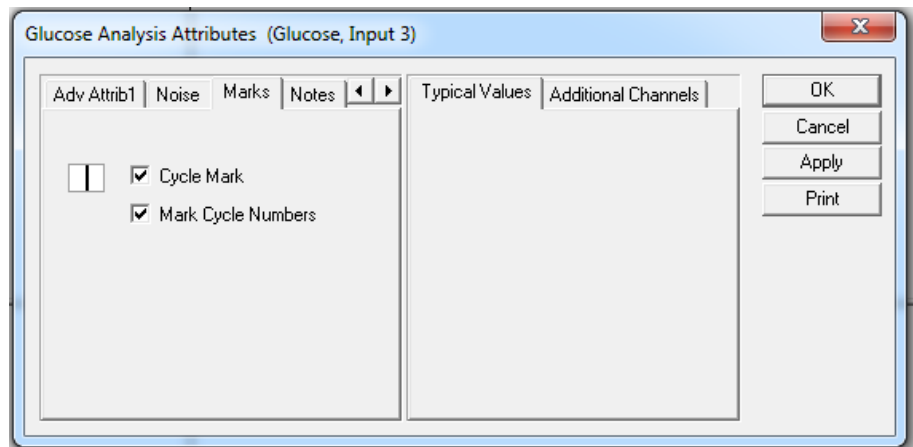 Glucose Analysis Attributes (Glucose, Input 3)
Adv Attrib1 Noise Marks Notes
Typical Values Additional Channels
OK
Cancel
Apply
Print
Cycle Mark
Mark Cycle Numbers